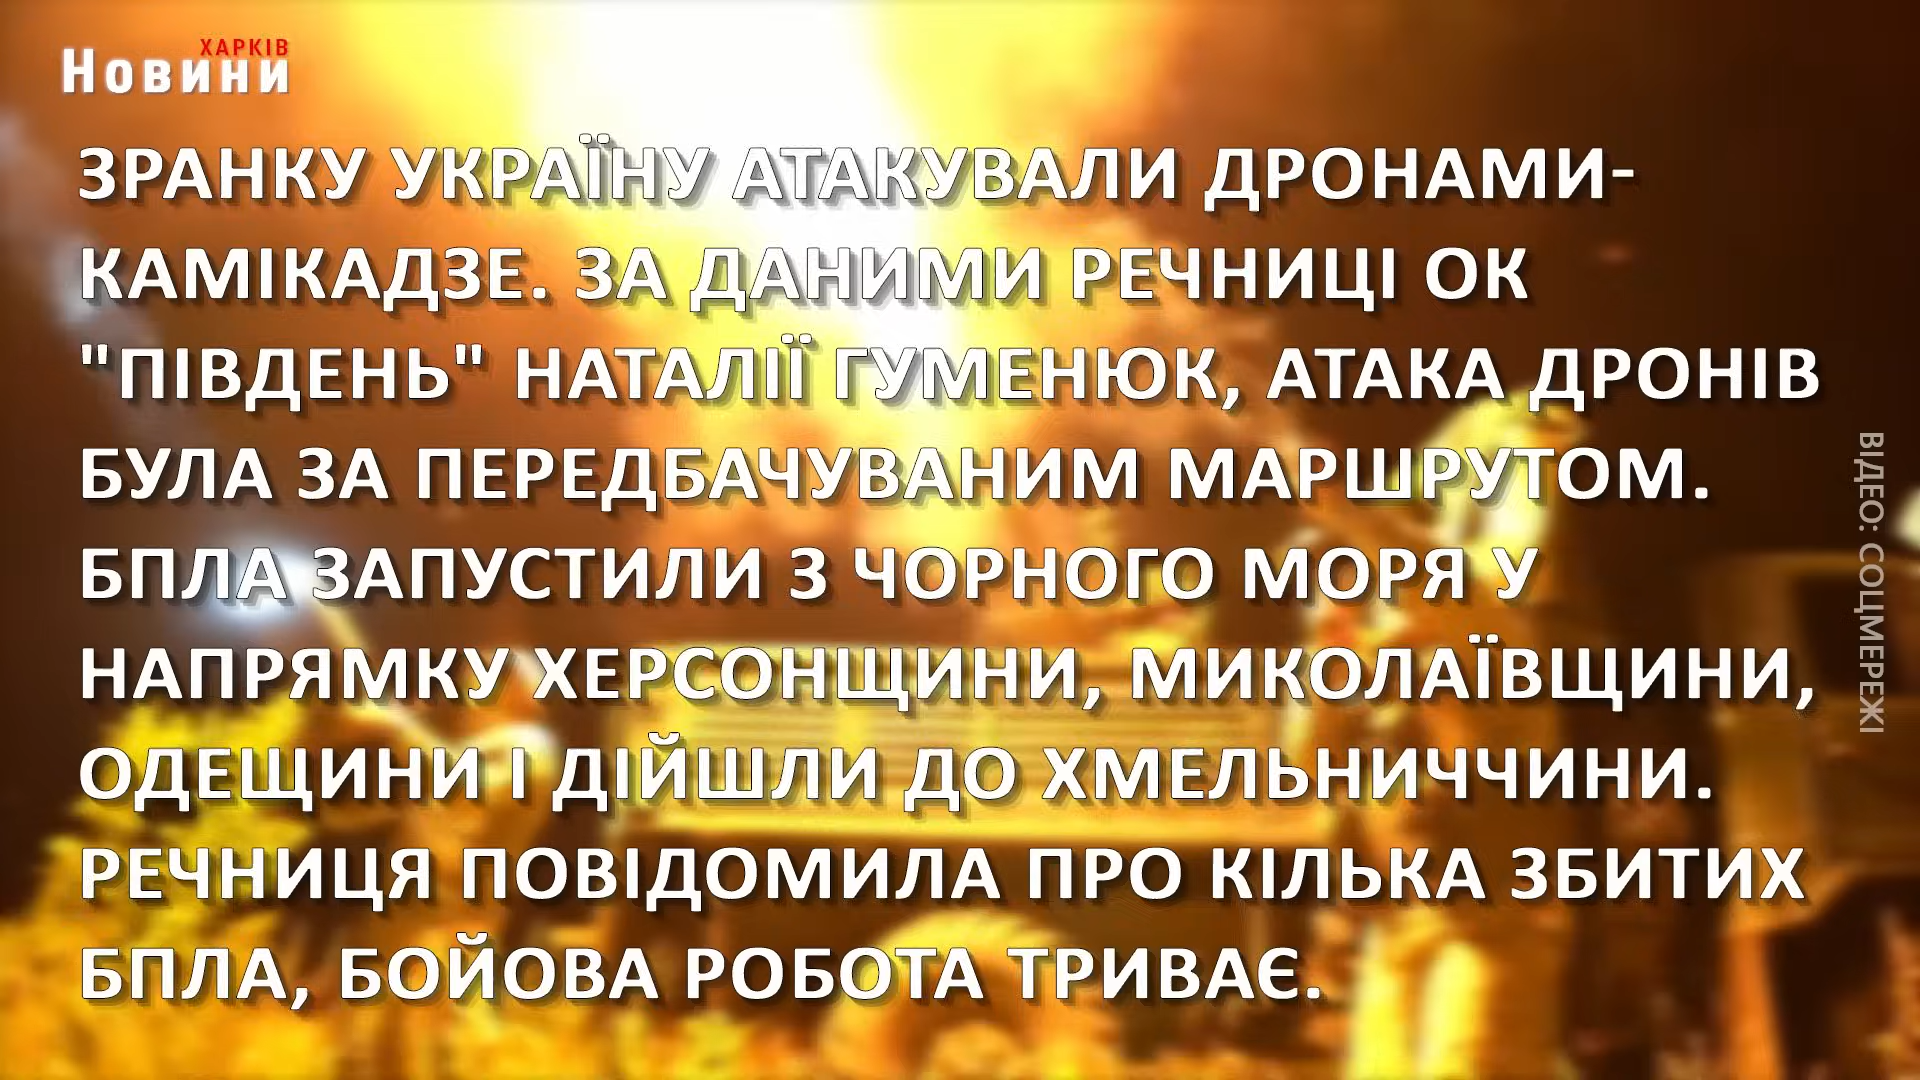 ХАРКІВ
Новини
ЗРАНКУ УКРАЇНУ АТАКУВАЛИ ДРОНАМИ-
КАМІКАДЗЕ. ЗА ДАНИМИ РЕЧНИЦІ ОК
"ПІВДЕНЬ" НАТАЛІЇ ГУМЕНЮК, АТАКА ДРОНІВ
БУЛА ЗА ПЕРЕДБАЧУВАНИМ МАРШРУТОМ.
БПЛА ЗАПУСТИЛИ З ЧОРНОГО МОРЯ У
НАПРЯМКУ ХЕРСОНЩИНИ, МИКОЛАЇВЩИНИ,
ОДЕЩИНИ І ДІЙШЛИ ДО ХМЕЛЬНИЧЧИНИ.
РЕЧНИЦЯ ПОВІДОМИЛА ПРО КІЛЬКА ЗБИТИХ
БПЛА, БОЙОВА РОБОТА ТРИВАЄ.
ВІДЕО: СОЦМЕРЕЖІ